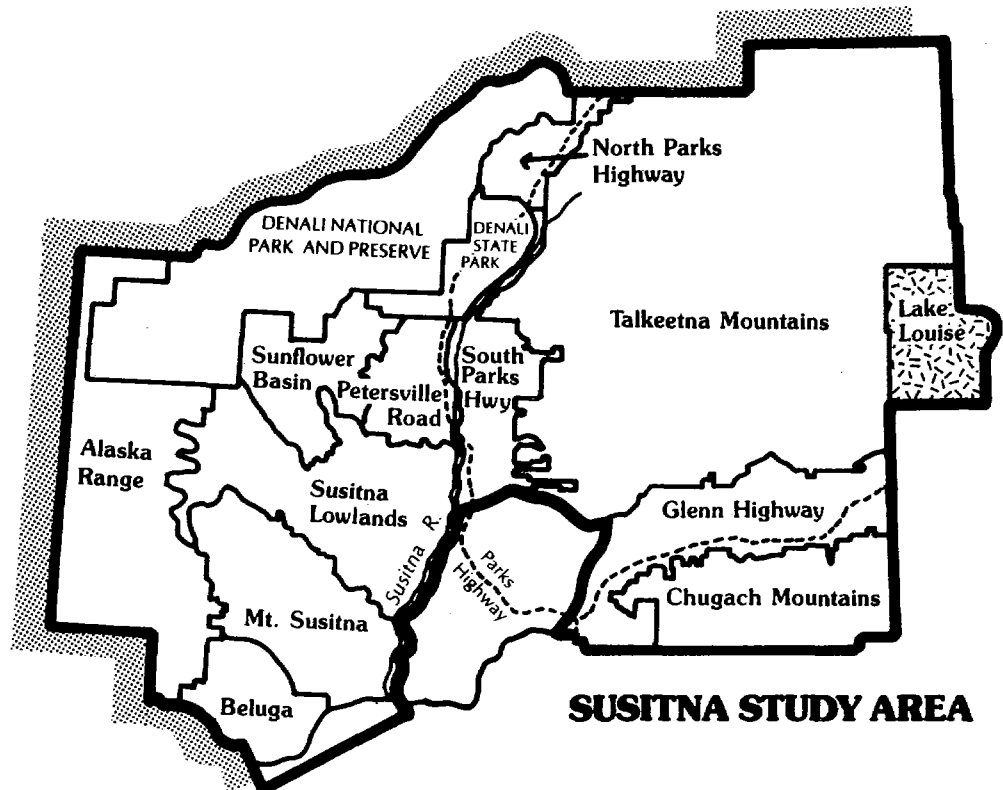 North Parks
Highway
DENALI NATIONAL
PARK AND PRESERVE
DENALI
STATE
PARK
Talkeetna Mountains
Lake
Louise
Sunflower
Basin
Petersville
Road
South
Parks
Hwy
Alaska
Range
Susitna
Lowlands
Susitna R.
Parks
Highway
Glenn Highway
Chugach Mountains
Mt. Susitna
Beluga
SUSITNA STUDY AREA